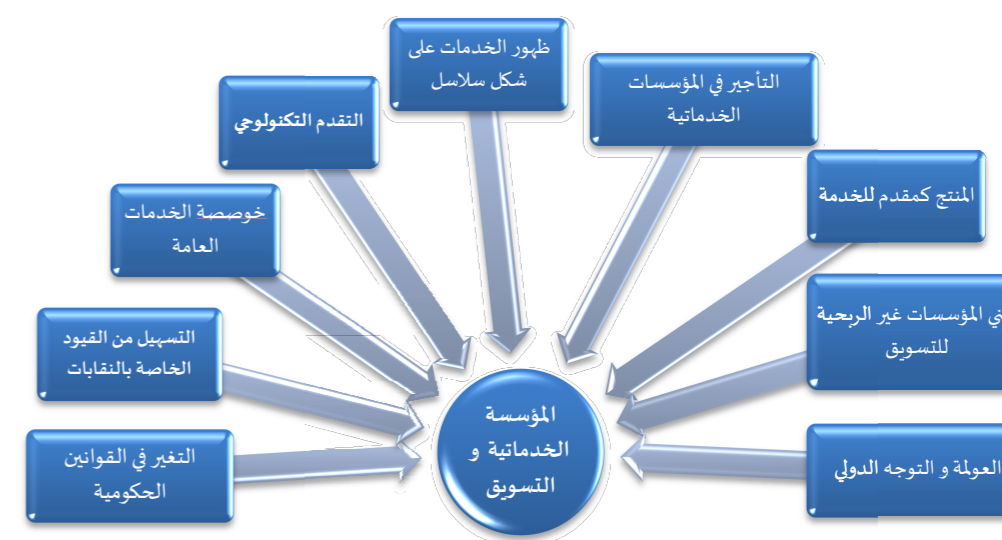 ظهور الخدمات على
شكل سلاسل
التأجير في المؤسسات
الخدماتية
التقدم التكنولوجي
المنتج كمقدم للخدمة
خوصصة الخدمات
العامة
المؤسسات غير الربحية
للتسويق
التسهيل من القيود
الخاصة بالنقابات
المؤسسة
الخدماتية و
التسويق
العولمة و التوجه الدولي
التغير في القوانين
الحكومية